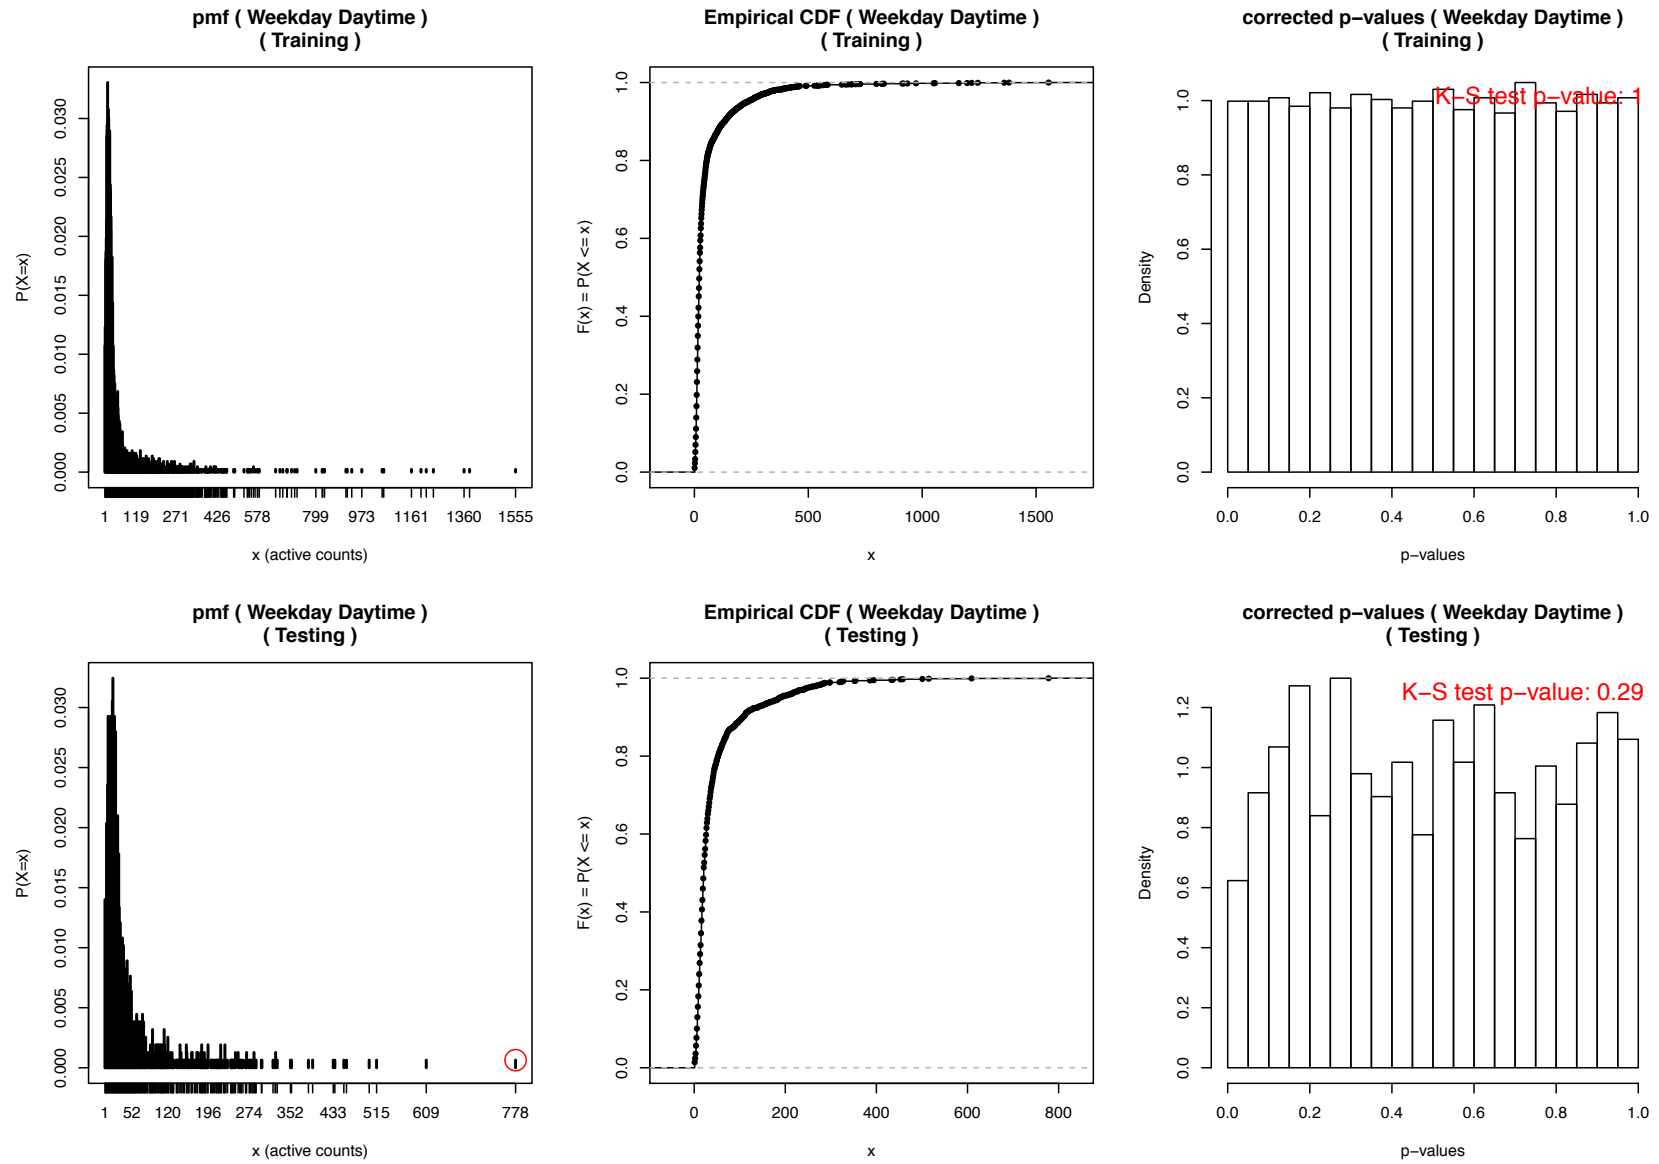 pmf ( Weekday Daytime )
( Training )
P(X=x)
0.000 0.005 0.010 0.015 0.020 0.025 0.030
1 119 271 426 578 799 973 1161 1360 1555
x (active counts)
Empirical CDF ( Weekday Daytime )
( Training )
F(x) = P(X <= x)
0.0 0.2 0.4 0.6 0.8 1.0
0 500 1000 1500
x
corrected p−values ( Weekday Daytime )
( Training )
K−S test p−value: 1
Density
0.0 0.2 0.4 0.6 0.8 1.0
0.0 0.2 0.4 0.6 0.8 1.0
p−values
pmf ( Weekday Daytime )
( Testing )
P(X=x)
0.000 0.005 0.010 0.015 0.020 0.025 0.030
1 52 120 196 274 352 433 515 609 778
x (active counts)
Empirical CDF ( Weekday Daytime )
( Testing )
F(x) = P(X <= x)
0.0 0.2 0.4 0.6 0.8 1.0
0 200 400 600 800
x
corrected p−values ( Weekday Daytime )
( Testing )
K−S test p−value: 0.29
Density
0.0 0.2 0.4 0.6 0.8 1.0 1.2
0.0 0.2 0.4 0.6 0.8 1.0
p−values